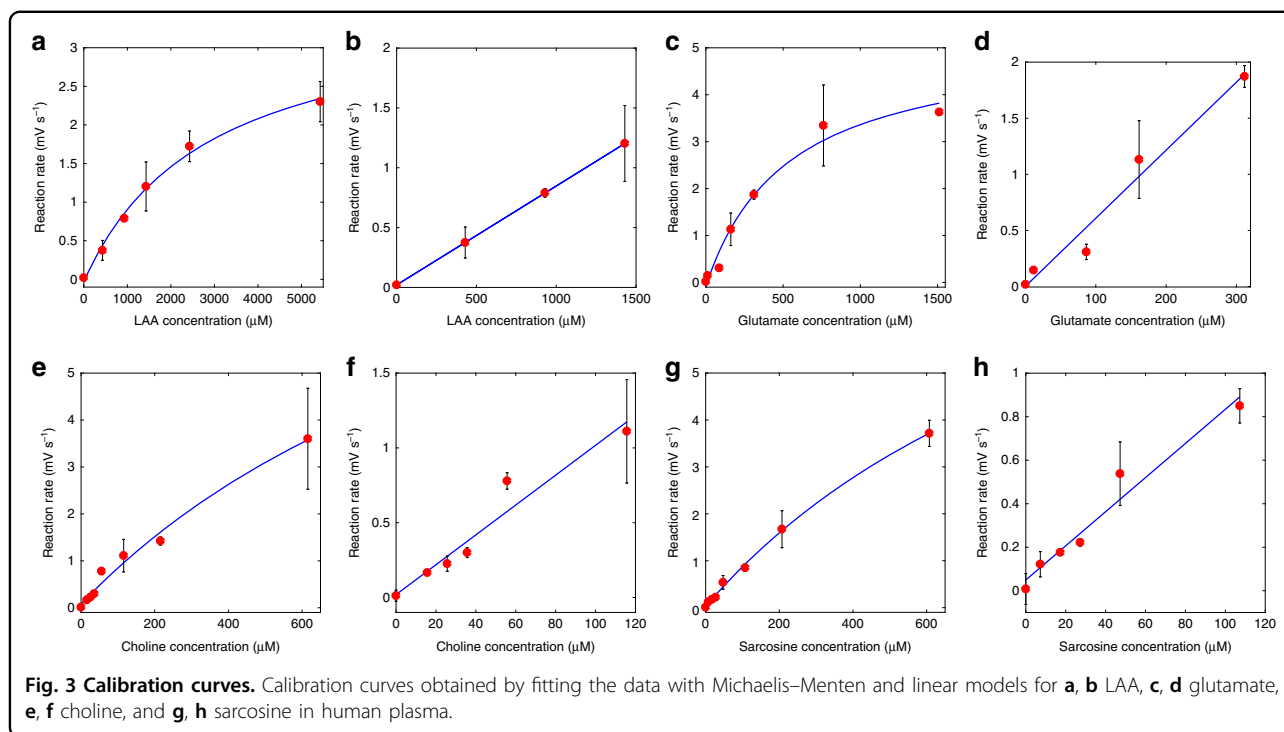 a
3
2.5
2
1.5
1
0.5
0
0 1000 2000 3000 4000 5000
Reaction rate (mV s⁻¹)
LAA concentration (μM)
b
2
1.5
1
0.5
0
0 500 1000 1500
Reaction rate (mV s⁻¹)
LAA concentration (μM)
c
5
4
3
2
1
0
0 500 1000 1500
Reaction rate (mV s⁻¹)
Glutamate concentration (μM)
d
2
1.5
1
0.5
0
0 100 200 300
Reaction rate (mV s⁻¹)
Glutamate concentration (μM)
e
5
4
3
2
1
0
0 200 400 600
Reaction rate (mV s⁻¹)
Choline concentration (μM)
f
1.5
1
0.5
0
0 20 40 60 80 100 120
Reaction rate (mV s⁻¹)
Choline concentration (μM)
g
5
4
3
2
1
0
0 200 400 600
Reaction rate (mV s⁻¹)
Sarcosine concentration (μM)
h
1
0.8
0.6
0.4
0.2
0
0 20 40 60 80 100 120
Reaction rate (mV s⁻¹)
Sarcosine concentration (μM)
Fig. 3 Calibration curves. Calibration curves obtained by fitting the data with Michaelis–Menten and linear models for a, b LAA, c, d glutamate,
e, f choline, and g, h sarcosine in human plasma.